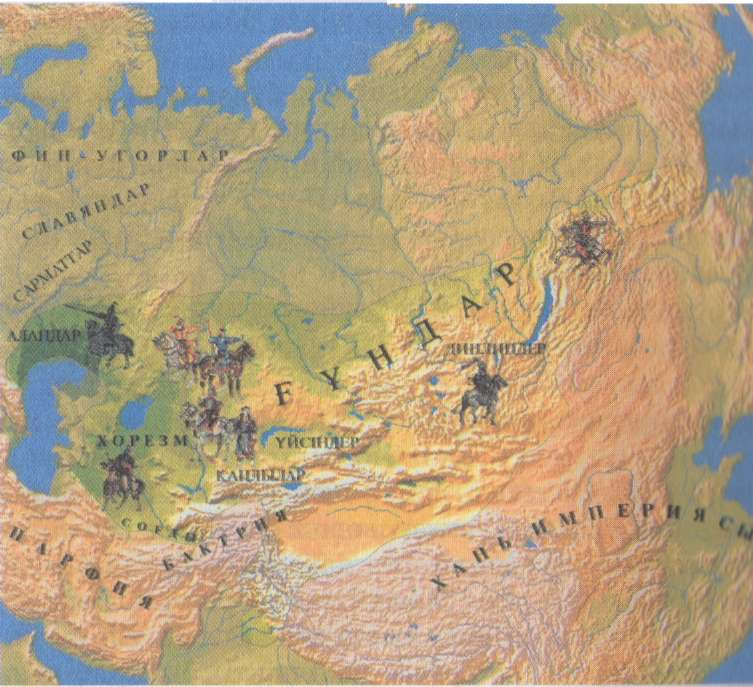 ФИН-УГОРЛАР
СЛАВЯНДАР
САРМАТТАР
АЛАНДАР
ҒҰНДАР
ДИНЛИНДЕР
ХОРЕЗМ
ҮЙСІНДЕР
ҚАҢЛЫЛАР
СОҒДЫ
БАКТРИЯ
ПАРФИЯ
ХАНЬ ИМПЕРИЯСЫ